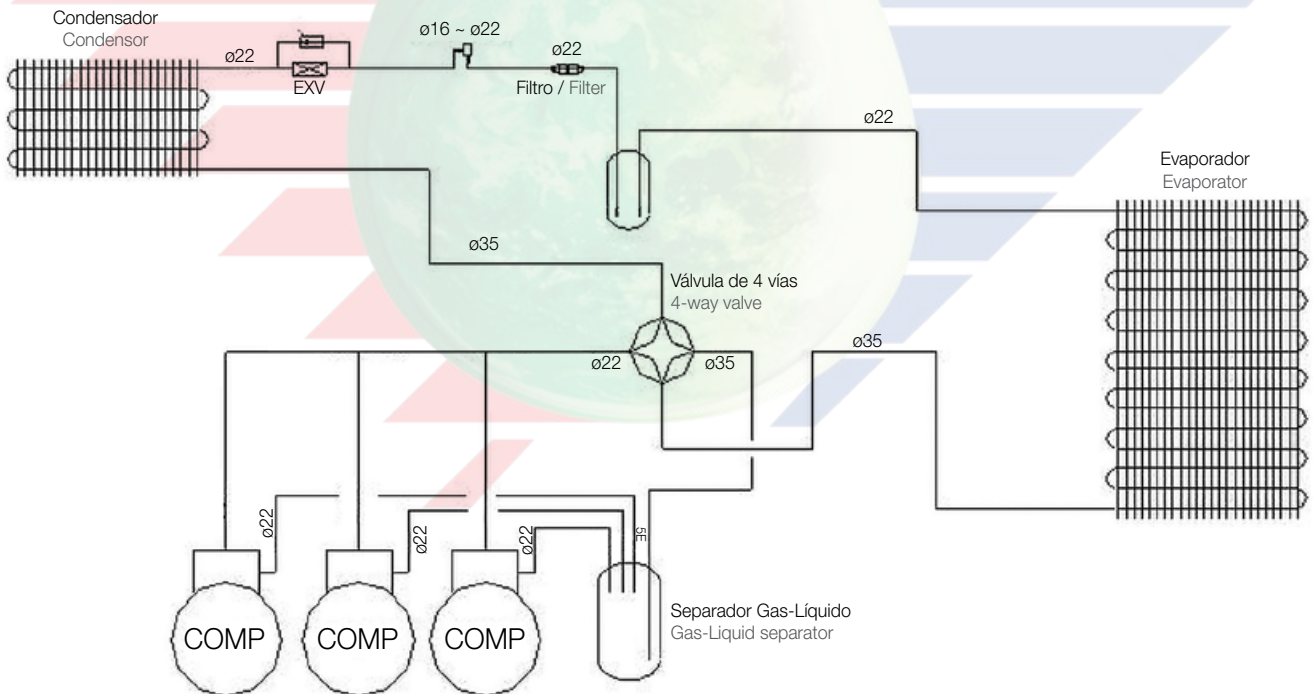 Condensador
Condensor
ø22
EXV
ø16 ~ ø22
ø22
Filtro / Filter
ø22
Evaporador
Evaporator
ø35
Válvula de 4 vías
4-way valve
ø22
ø35
ø35
ø22
ø22
ø22
5E
COMP
COMP
COMP
Separador Gas-Líquido
Gas-Liquid separator